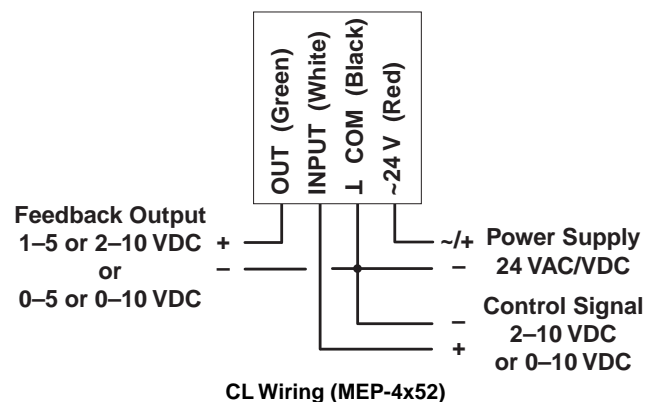 OUT (Green)
INPUT (White)
⊥ COM (Black)
~24 V (Red)
Feedback Output
1–5 or 2–10 VDC +
or –
0–5 or 0–10 VDC
~/+ Power Supply
– 24 VAC/VDC
Control Signal
– 2–10 VDC
+ or 0–10 VDC
CL Wiring (MEP-4x52)